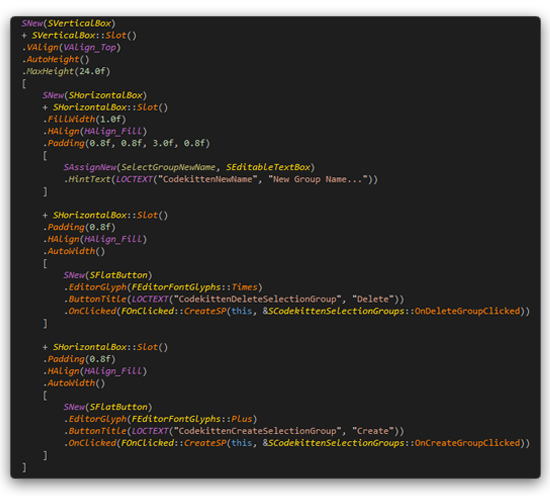 SNew(SVerticalBox)
+ SVerticalBox::Slot()
.VAlign(VAlign_Top)
.AutoHeight()
.MaxHeight(24.0f)
[
    SNew(SHorizontalBox)
    + SHorizontalBox::Slot()
    .FillWidth(1.0f)
    .HAlign(HAlign_Fill)
    .Padding(0.8f, 0.8f, 3.0f, 0.8f)
    [
        SAssignNew(SelectGroupNewName, SEditableTextBox)
        .HintText(LOCTEXT("CodekittenNewName", "New Group Name..."))
    ]

    + SHorizontalBox::Slot()
    .Padding(0.8f)
    .HAlign(HAlign_Fill)
    .AutoWidth()
    [
        SNew(SFlatButton)
        .EditorGlyph(FEditorFontGlyphs::Times)
        .ButtonTitle(LOCTEXT("CodekittenDeleteSelectionGroup", "Delete"))
        .OnClicked(FOnClicked::CreateSP(this, &SCodekittenSelectionGroups::OnDeleteGroupClicked))
    ]

    + SHorizontalBox::Slot()
    .Padding(0.8f)
    .HAlign(HAlign_Fill)
    .AutoWidth()
    [
        SNew(SFlatButton)
        .EditorGlyph(FEditorFontGlyphs::Plus)
        .ButtonTitle(LOCTEXT("CodekittenCreateSelectionGroup", "Create"))
        .OnClicked(FOnClicked::CreateSP(this, &SCodekittenSelectionGroups::OnCreateGroupClicked))
    ]
]